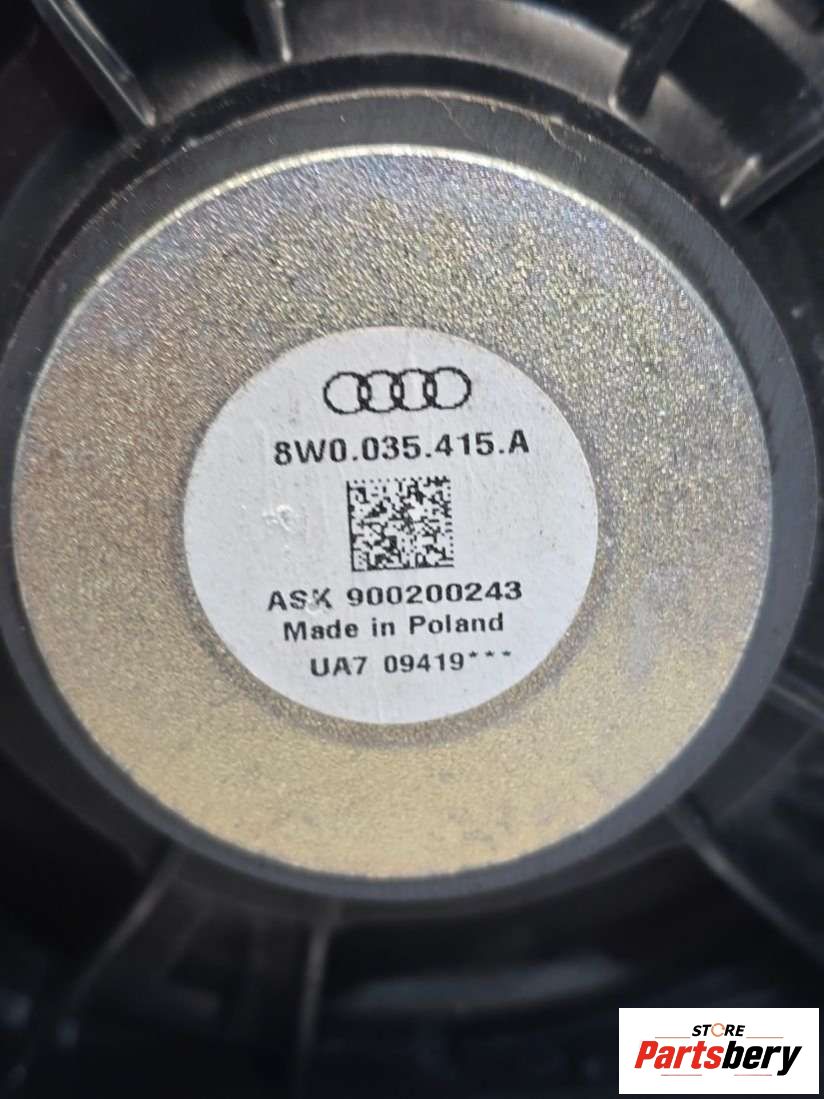 8W0.035.415.A
ASK 900200243
Made in Poland
UA7 09419***
STORE
Partsbery